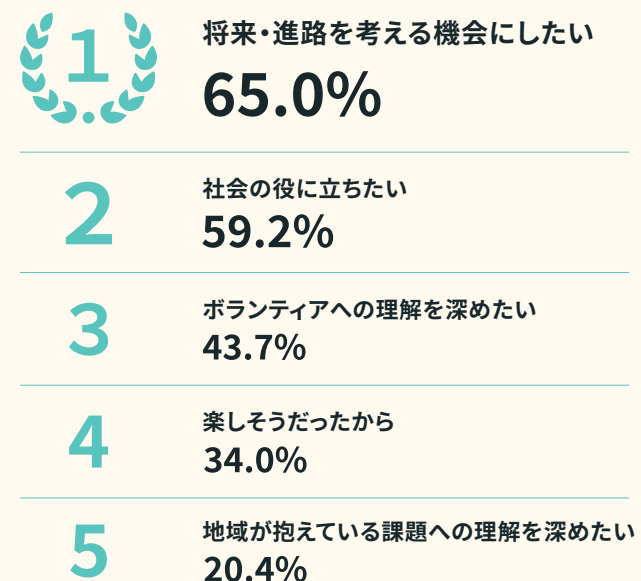 1
将来・進路を考える機会にしたい
65.0%
2
社会の役に立ちたい
59.2%
3
ボランティアへの理解を深めたい
43.7%
4
楽しそうだったから
34.0%
5
地域が抱えている課題への理解を深めたい
20.4%